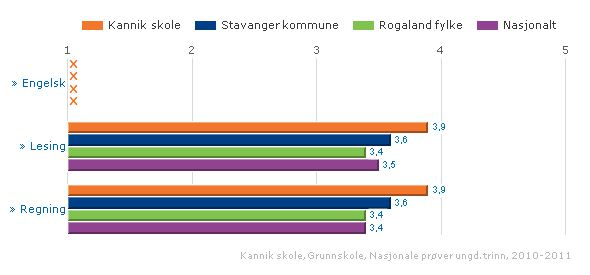 Kannik skole Stavanger kommune Rogaland fylke Nasjonalt
1 2 3 4 5
» Engelsk
3,9
3,6
» Lesing
3,4
3,5
3,9
3,6
» Regning
3,4
3,4
Kannik skole, Grunnskole, Nasjonale prøver ungd.trinn, 2010-2011